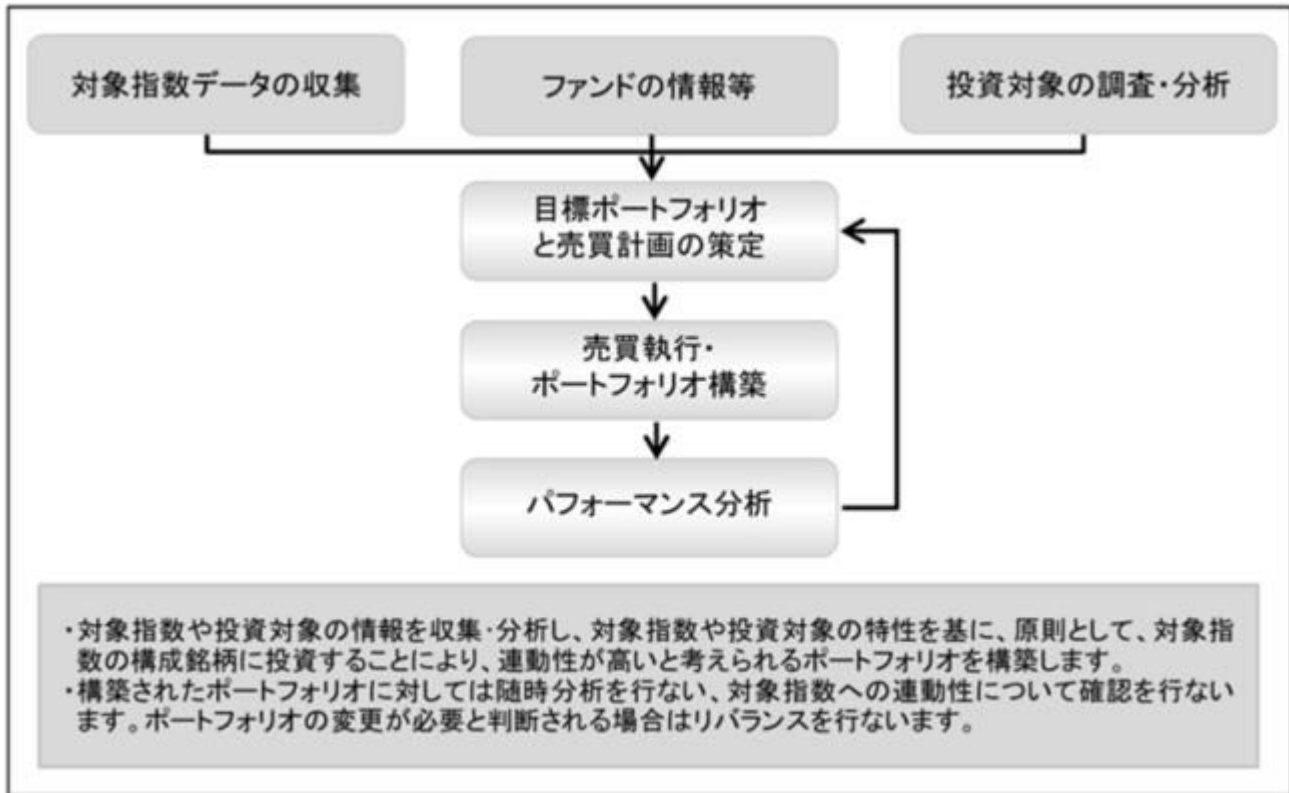 対象指数データの収集
ファンドの情報等
投資対象の調査・分析
目標ポートフォリオ
と売買計画の策定
売買執行・
ポートフォリオ構築
パフォーマンス分析
・対象指数や投資対象の情報を収集・分析し、対象指数や投資対象の特性を基に、原則として、対象指
数の構成銘柄に投資することにより、連動性が高いと考えられるポートフォリオを構築します。
・構築されたポートフォリオに対しては随時分析を行ない、対象指数への連動性について確認を行ない
ます。ポートフォリオの変更が必要と判断される場合はリバランスを行ないます。